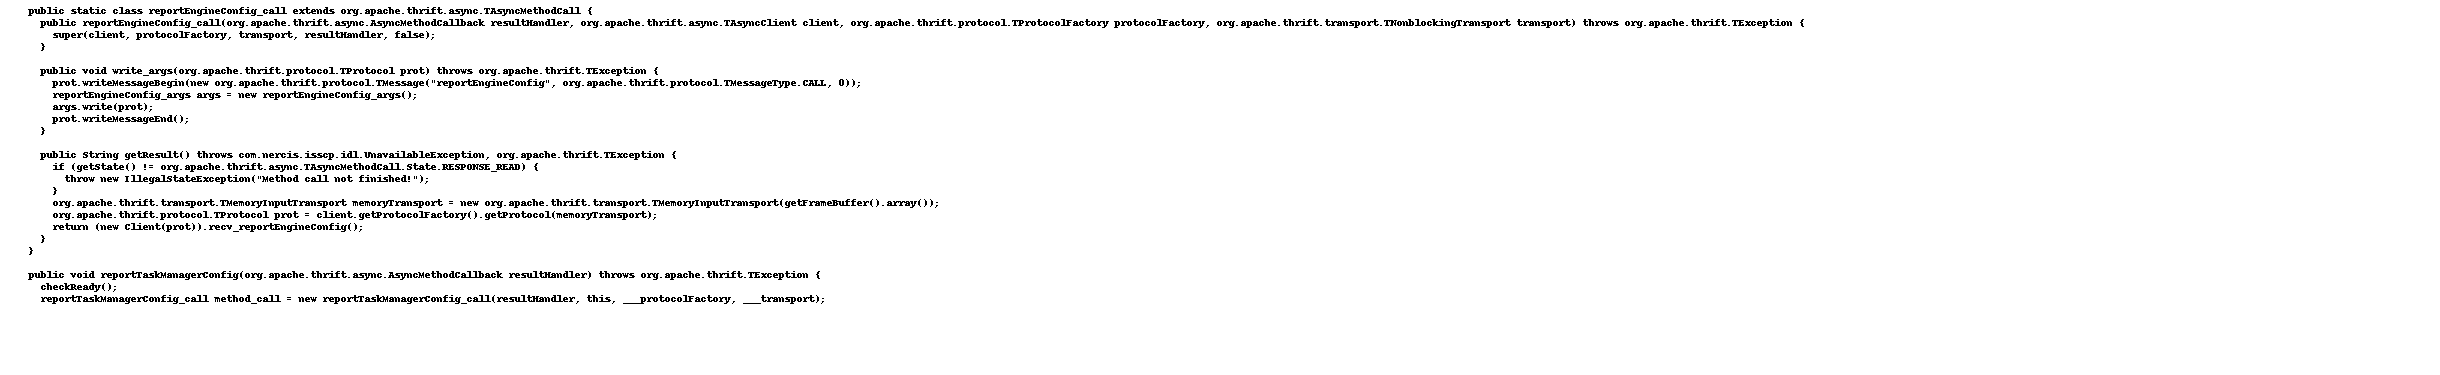 public static class reportEngineConfig_call extends org.apache.thrift.async.TAsyncMethodCall {
public reportEngineConfig_call(org.apache.thrift.async.AsyncMethodCallback resultHandler, org.apache.thrift.async.TAsyncClient client, org.apache.thrift.protocol.TProtocolFactory protocolFactory, org.apache.thrift.transport.TNonblockingTransport transport) throws org.apache.thrift.TException {
super(client, protocolFactory, transport, resultHandler, false);
}
public void write_args(org.apache.thrift.protocol.TProtocol prot) throws org.apache.thrift.TException {
prot.writeMessageBegin(new org.apache.thrift.protocol.TMessage("reportEngineConfig", org.apache.thrift.protocol.TMessageType.CALL, 0));
reportEngineConfig_args args = new reportEngineConfig_args();
args.write(prot);
prot.writeMessageEnd();
}
public String getResult() throws com.nercis.isscp.idl.UnavailableException, org.apache.thrift.TException {
if (getState() != org.apache.thrift.async.TAsyncMethodCall.State.RESPONSE_READ) {
throw new IllegalStateException("Method call not finished!");
}
org.apache.thrift.transport.TMemoryInputTransport memoryTransport = new org.apache.thrift.transport.TMemoryInputTransport(getFrameBuffer().array());
org.apache.thrift.protocol.TProtocol prot = client.getProtocolFactory().getProtocol(memoryTransport);
return (new Client(prot)).recv_reportEngineConfig();
}
}
public void reportTaskManagerConfig(org.apache.thrift.async.AsyncMethodCallback resultHandler) throws org.apache.thrift.TException {
checkReady();
reportTaskManagerConfig_call method_call = new reportTaskManagerConfig_call(resultHandler, this, ___protocolFactory, ___transport);